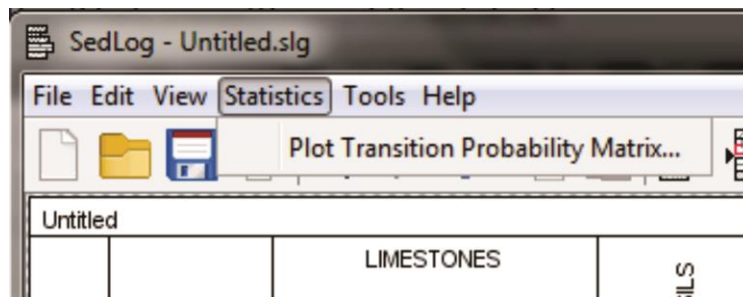 SedLog - Untitled.slg
File Edit View Statistics Tools Help
Plot Transition Probability Matrix...
Untitled
LIMESTONES